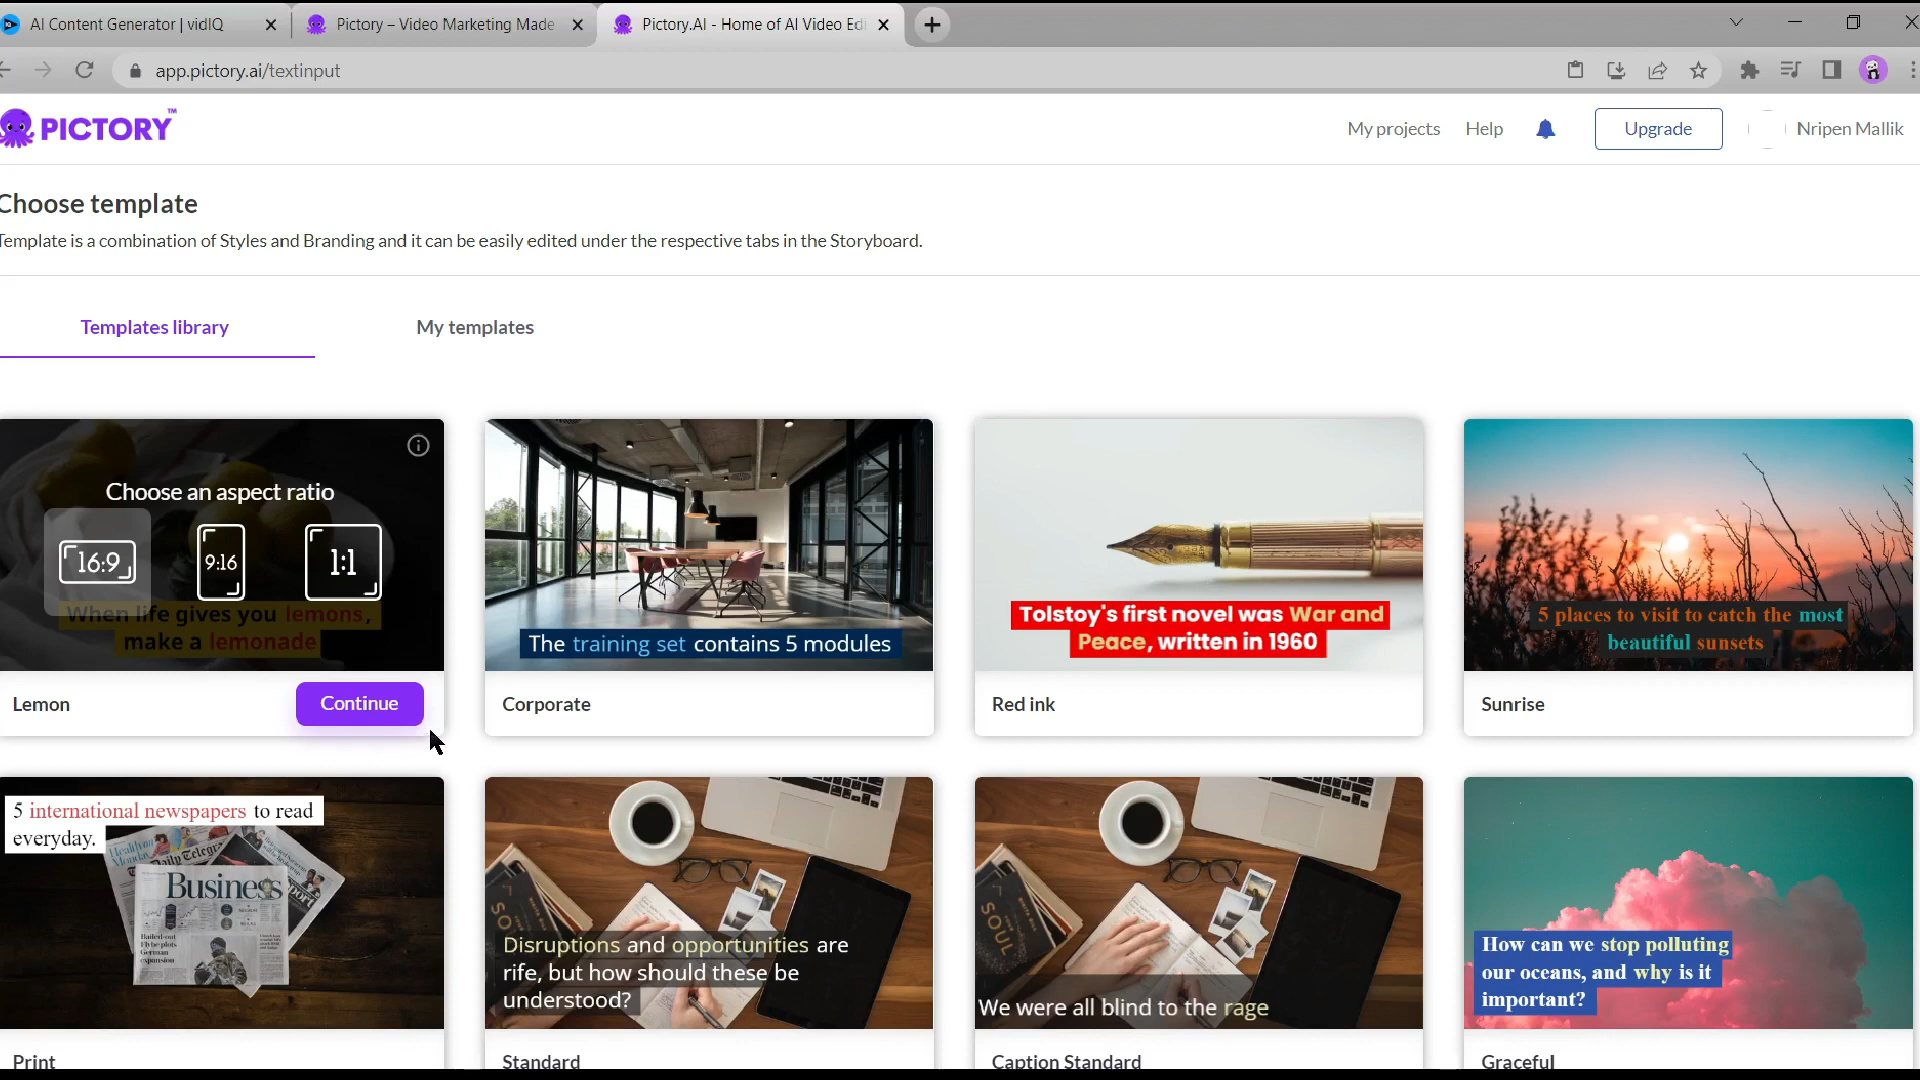 AI Content Generator | vidIQ
Pictory – Video Marketing Made
Pictory.AI - Home of AI Video Ed
app.pictory.ai/textinput
PICTORY™
My projects
Help
Upgrade
Nripen Mallik
Choose template
Template is a combination of Styles and Branding and it can be easily edited under the respective tabs in the Storyboard.
Templates library
My templates
Choose an aspect ratio
16:9
9:16
1:1
When life gives you lemons,
make a lemonade
Lemon
Continue
The training set contains 5 modules
Corporate
Tolstoy's first novel was War and
Peace, written in 1960
Red ink
5 places to visit to catch the most
beautiful sunsets
Sunrise
5 international newspapers to read
everyday.
Business
Print
SOUL
Disruptions and opportunities are
rife, but how should these be
understood?
Standard
SOUL
We were all blind to the rage
Caption Standard
How can we stop polluting
our oceans, and why is it
important?
Graceful